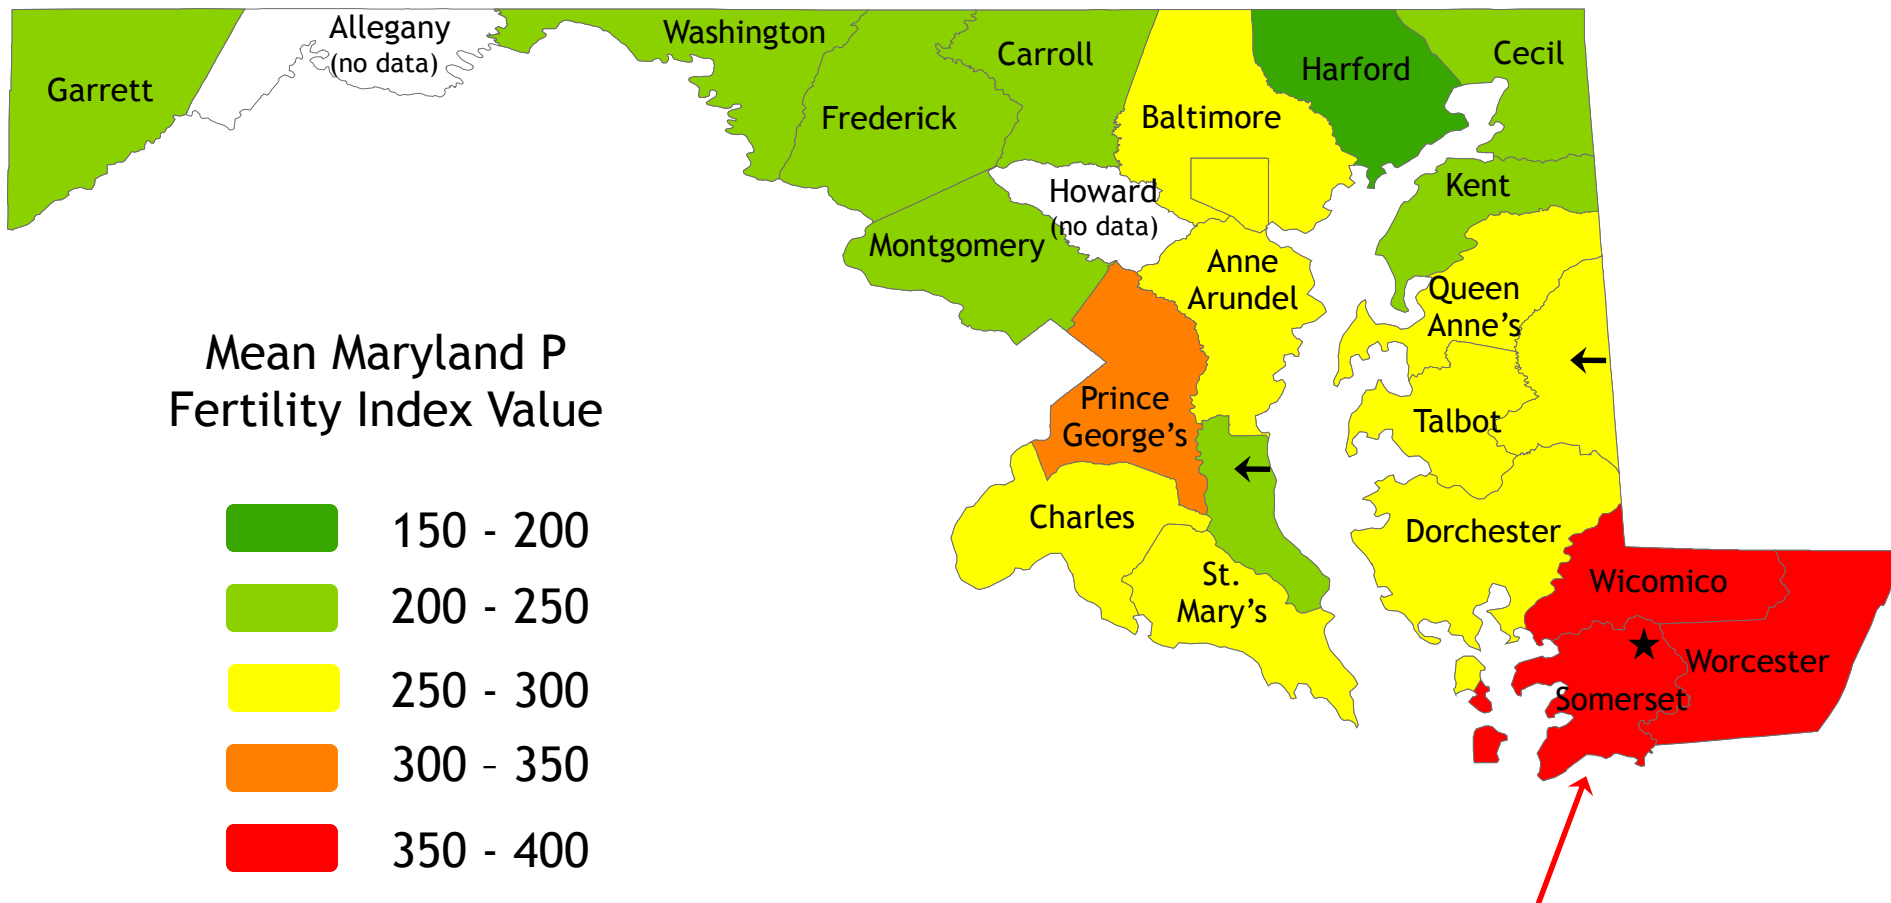 Allegany
(no data)
Washington
Carroll
Harford
Cecil
Garrett
Frederick
Baltimore
Howard
(no data)
Kent
Montgomery
Anne
Arundel
Queen
Anne’s
Mean Maryland P
Fertility Index Value
Prince
George’s
Talbot
Charles
Dorchester
St.
Mary’s
Wicomico
Worcester
Somerset
150 - 200
200 - 250
250 - 300
300 – 350
350 - 400